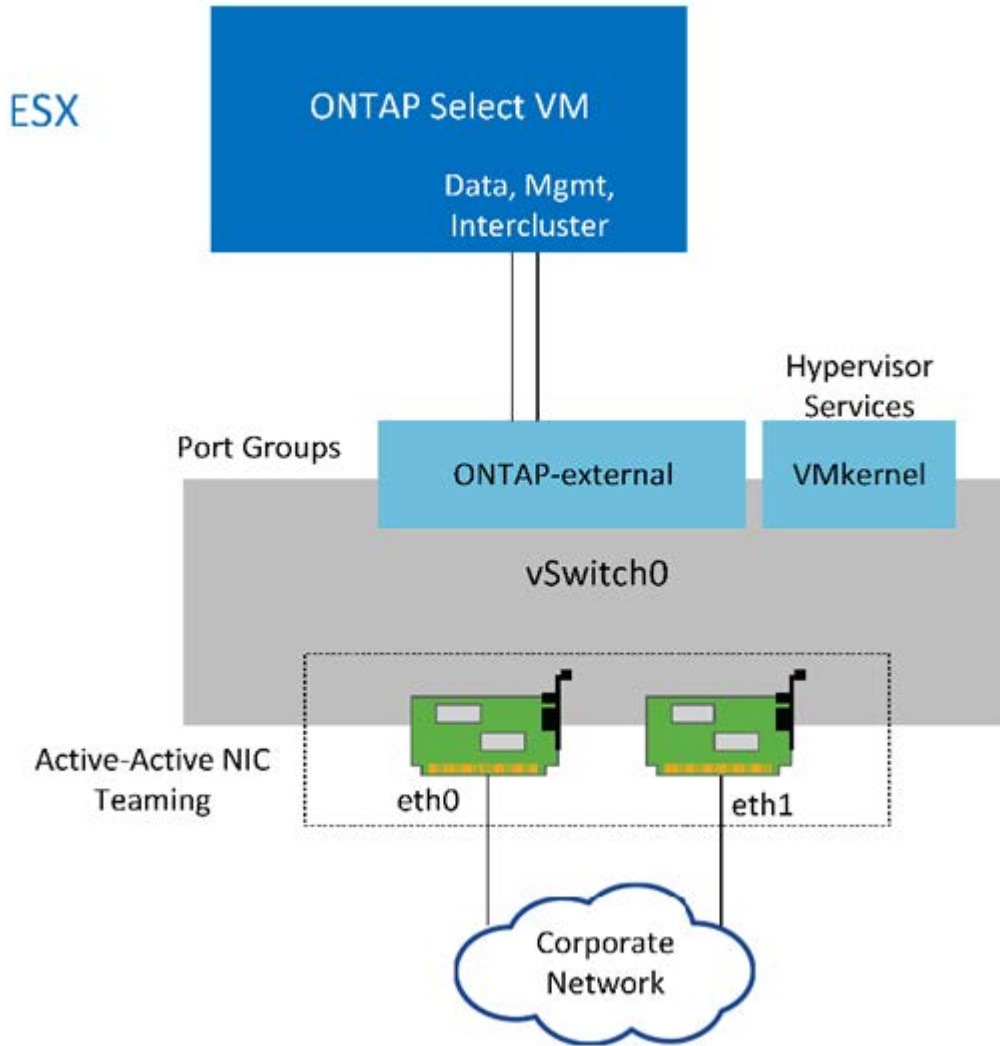 ESX
ONTAP Select VM
Data, Mgmt,
Intercluster
Hypervisor
Services
Port Groups
ONTAP-external
VMkernel
vSwitch0
Active-Active NIC
Teaming
eth0
eth1
Corporate
Network